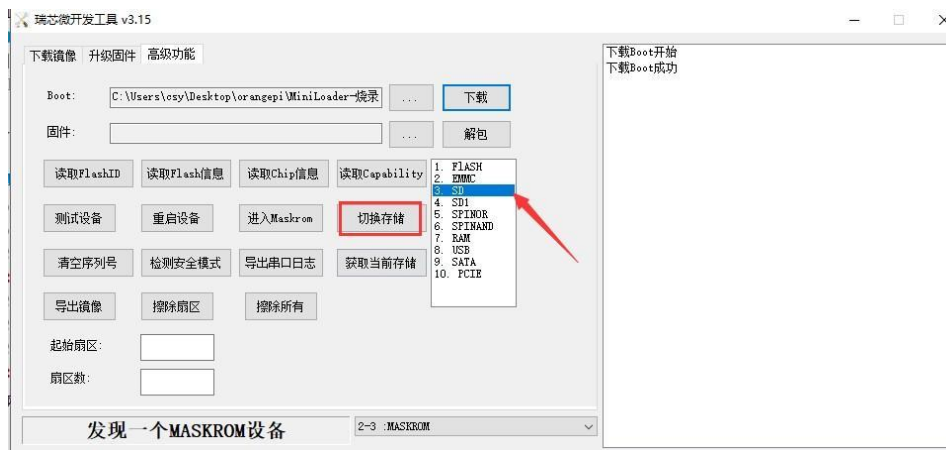 瑞芯微开发工具 v3.15
下载镜像 升级固件 高级功能
Boot: C:\Users\csy\Desktop\orangepi\MiniLoader-烧录 ... 下载
固件: ... 解包
读取FlashID 读取Flash信息 读取Chip信息 读取Capability
测试设备 重启设备 进入Maskrom 切换存储
清空序列号 检测安全模式 导出串口日志 获取当前存储
导出镜像 擦除扇区 擦除所有
1. FlASH
2. EMMC
3. SD
4. SD1
5. SPINOR
6. SPINAND
7. RAM
8. USB
9. SATA
10. PCIE
起始扇区:
扇区数:
发现一个MASKROM设备 2-3 :MASKROM
下载Boot开始
下载Boot成功